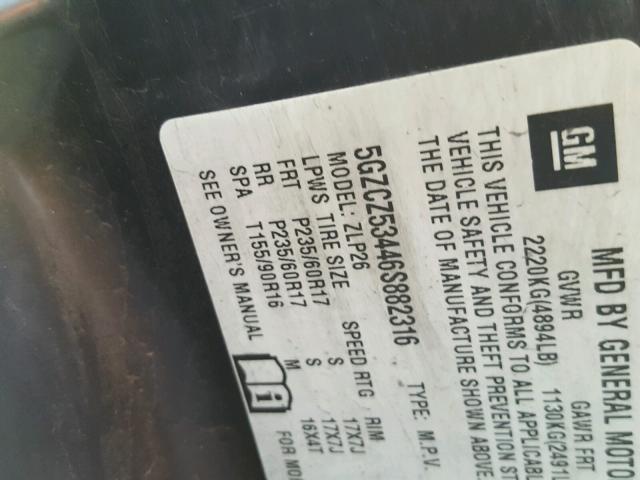 GM
MFD BY GENERAL MOTO
GVWR GAWR FRT
2220KG(4894LB) 1130KG(2491L
THIS VEHICLE CONFORMS TO ALL APPLICABL
VEHICLE SAFETY AND THEFT PREVENTION ST
THE DATE OF MANUFACTURE SHOWN ABOVE.
5GZCZ53446S882316 TYPE: M.P.V.
MODEL: ZLP26
LPWS TIRE SIZE SPEED RTG RIM
FRT P235/60R17 S 17X7J
RR P235/60R17 S 17X7J
SPA T155/90R16 M 16X4T
SEE OWNER'S MANUAL FOR MO